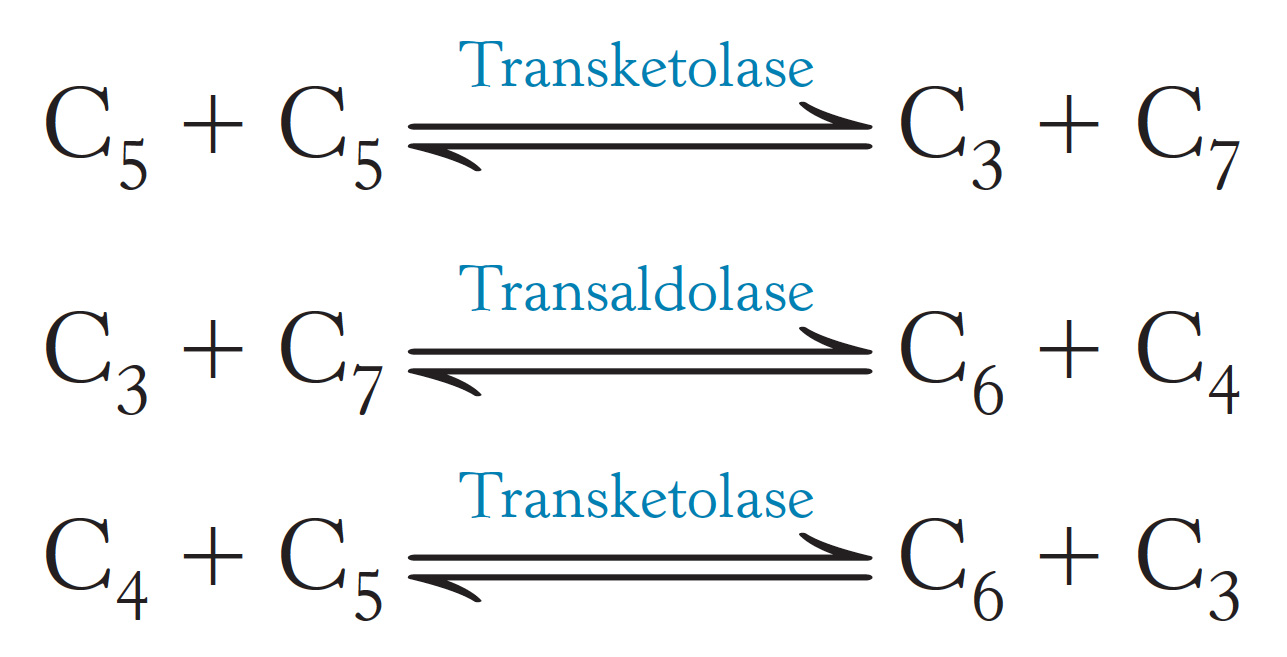 Transketolase
C₅ + C₅ ⇌ C₃ + C₇
Transaldolase
C₃ + C₇ ⇌ C₆ + C₄
Transketolase
C₄ + C₅ ⇌ C₆ + C₃